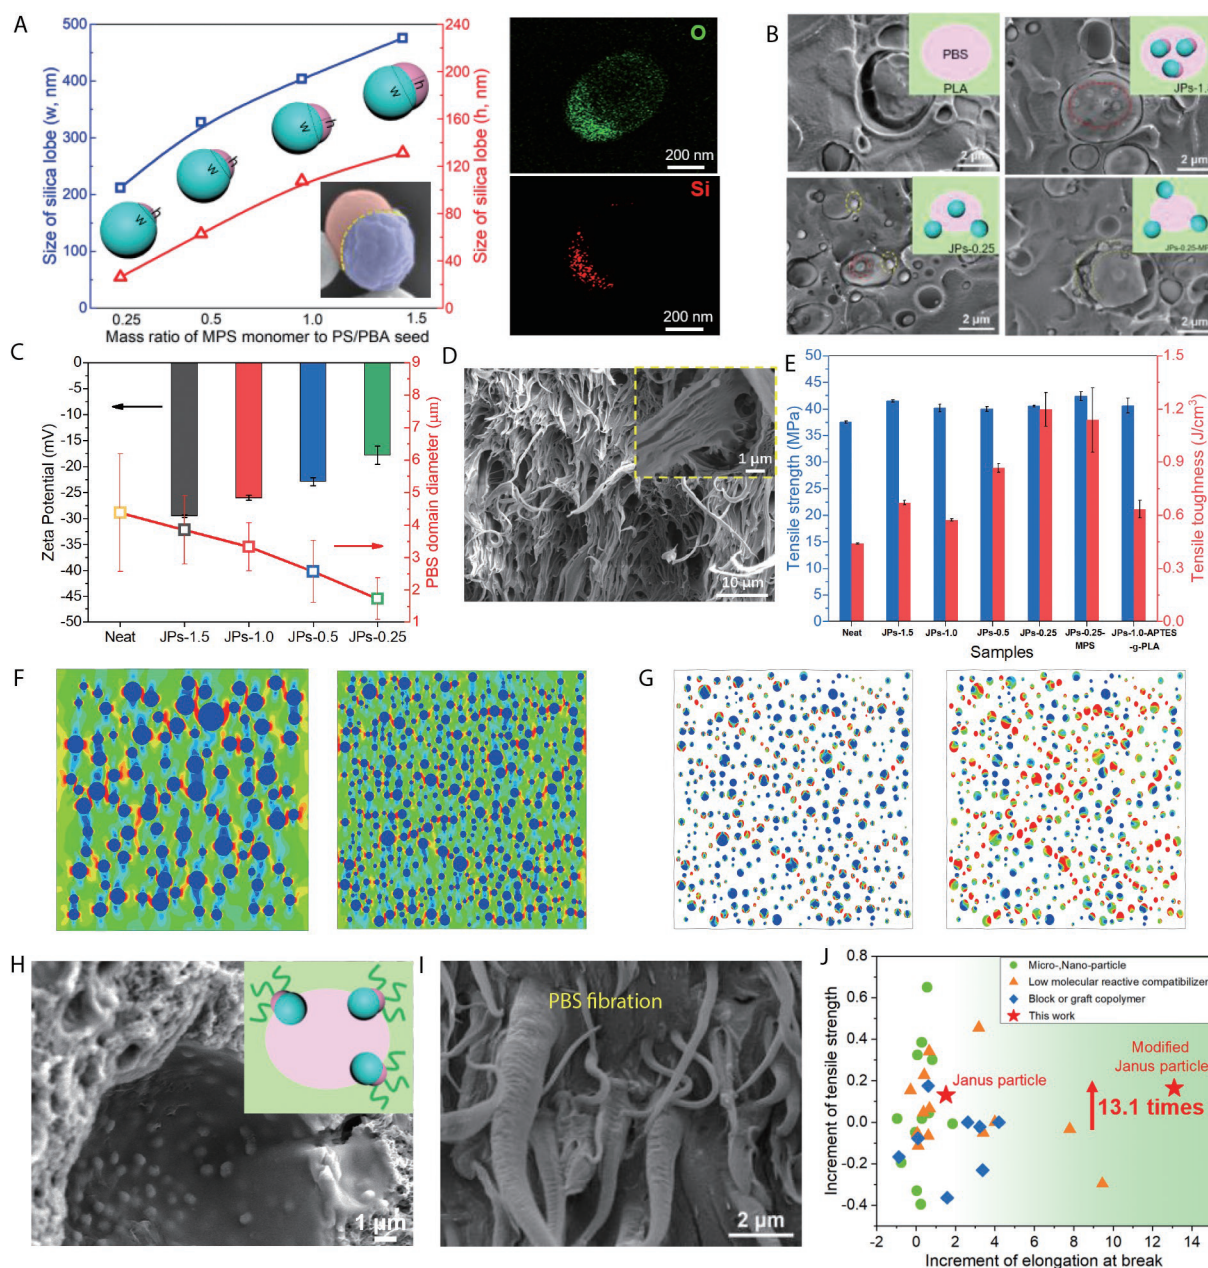 A
500
400
300
200
100
0
Size of silica lobe (w, nm)
240
200
160
120
80
40
0
Size of silica lobe (h, nm)
w
h
w
h
w
h
w
h
0.25
0.5
1.0
1.5
Mass ratio of MPS monomer to PS/PBA seed
O
200 nm
Si
200 nm
B
PBS
PLA
2 μm
2 μm
JPs-0.25
2 μm
2 μm
C
0
-5
-10
-15
-20
-25
-30
-35
-40
-45
-50
Zeta Potential (mV)
9
8
7
6
5
4
3
2
1
PBS domain diameter (μm)
Neat
JPs-1.5
JPs-1.0
JPs-0.5
JPs-0.25
D
1 μm
10 μm
E
50
45
40
35
30
25
20
15
10
5
0
Tensile strength (MPa)
1.5
1.2
0.9
0.6
0.3
0.0
Tensile toughness (J/cm³)
Neat
JPs-1.5
JPs-1.0
JPs-0.5
JPs-0.25
JPs-0.25-
MPS
JPs-1.0-APTES
-g-PLA
Samples
F
G
H
1 μm
I
PBS fibration
2 μm
J
Micro-,Nano-particle
Low molecular reactive compatibilizer
Block or graft copolymer
This work
Janus particle
Modified
Janus particle
13.1 times
0.8
0.6
0.4
0.2
0.0
-0.2
-0.4
Increment of tensile strength
-2
0
2
4
6
8
10
12
14
Increment of elongation at break